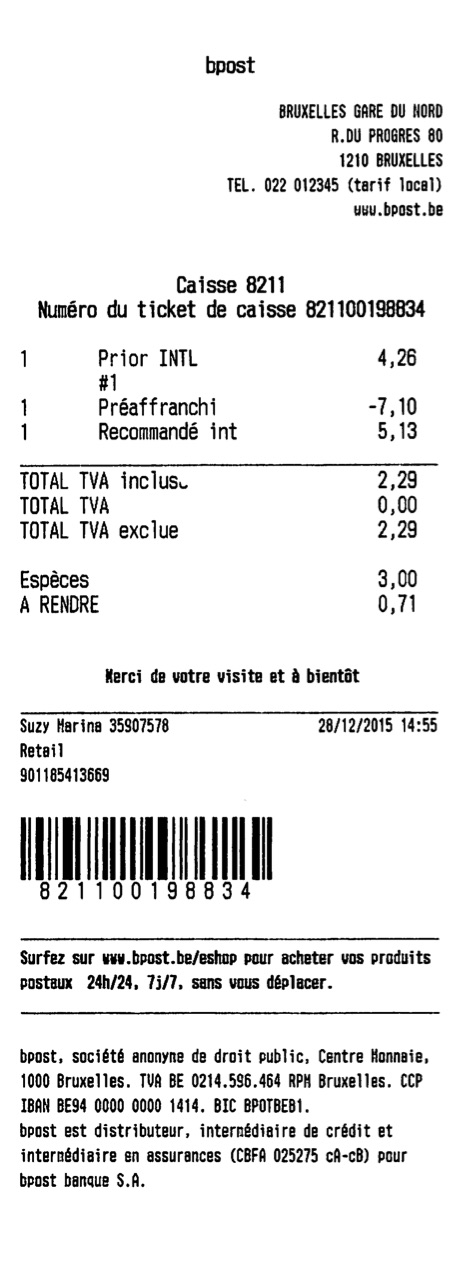 bpost
BRUXELLES GARE DU NORD
R.DU PROGRES 80
1210 BRUXELLES
TEL. 022 012345 (tarif local)
www.bpost.be
Caisse 8211
Numéro du ticket de caisse 821100198834
1 Prior INTL 4,26
#1
1 Préaffranchi -7,10
1 Recommandé int 5,13
TOTAL TVA incluse 2,29
TOTAL TVA 0,00
TOTAL TVA exclue 2,29
Espèces 3,00
A RENDRE 0,71
Merci de votre visite et à bientôt
Suzy Marina 35907578 28/12/2015 14:55
Retail
901185413669
821100198834
Surfez sur www.bpost.be/eshop pour acheter vos produits
postaux 24h/24, 7j/7, sans vous déplacer.
bpost, société anonyme de droit public, Centre Monnaie,
1000 Bruxelles. TVA BE 0214.596.464 RPM Bruxelles. CCP
IBAN BE94 0000 0000 1414. BIC BPOTBEB1.
bpost est distributeur, intermédiaire de crédit et
intermédiaire en assurances (CBFA 025275 cA-cB) pour
bpost banque S.A.